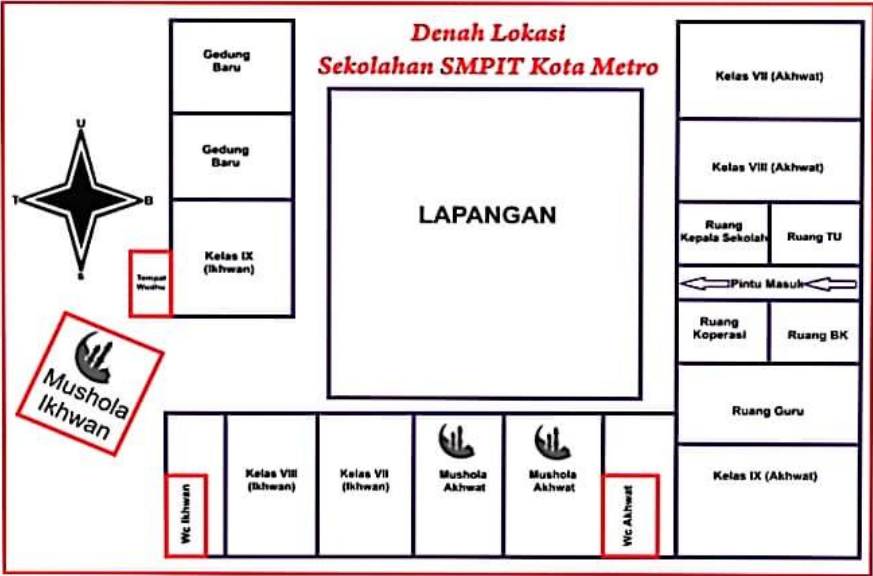 Denah Lokasi
Sekolahan SMPIT Kota Metro
Gedung
Baru
Gedung
Baru
Kelas IX
(Ikhwan)
Tempat
Wudhu
U
T
B
S
Mushola
Ikhwan
LAPANGAN
Kelas VII (Akhwat)
Kelas VIII (Akhwat)
Ruang
Kepala Sekolah
Ruang TU
Pintu Masuk
Ruang
Koperasi
Ruang BK
Ruang Guru
Kelas IX (Akhwat)
Wc Ikhwan
Kelas VIII
(Ikhwan)
Kelas VII
(Ikhwan)
Mushola
Akhwat
Mushola
Akhwat
Wc Akhwat